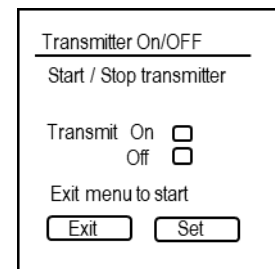 Transmitter On/OFF
Start / Stop transmitter
Transmit On
Off
Exit menu to start
Exit Set